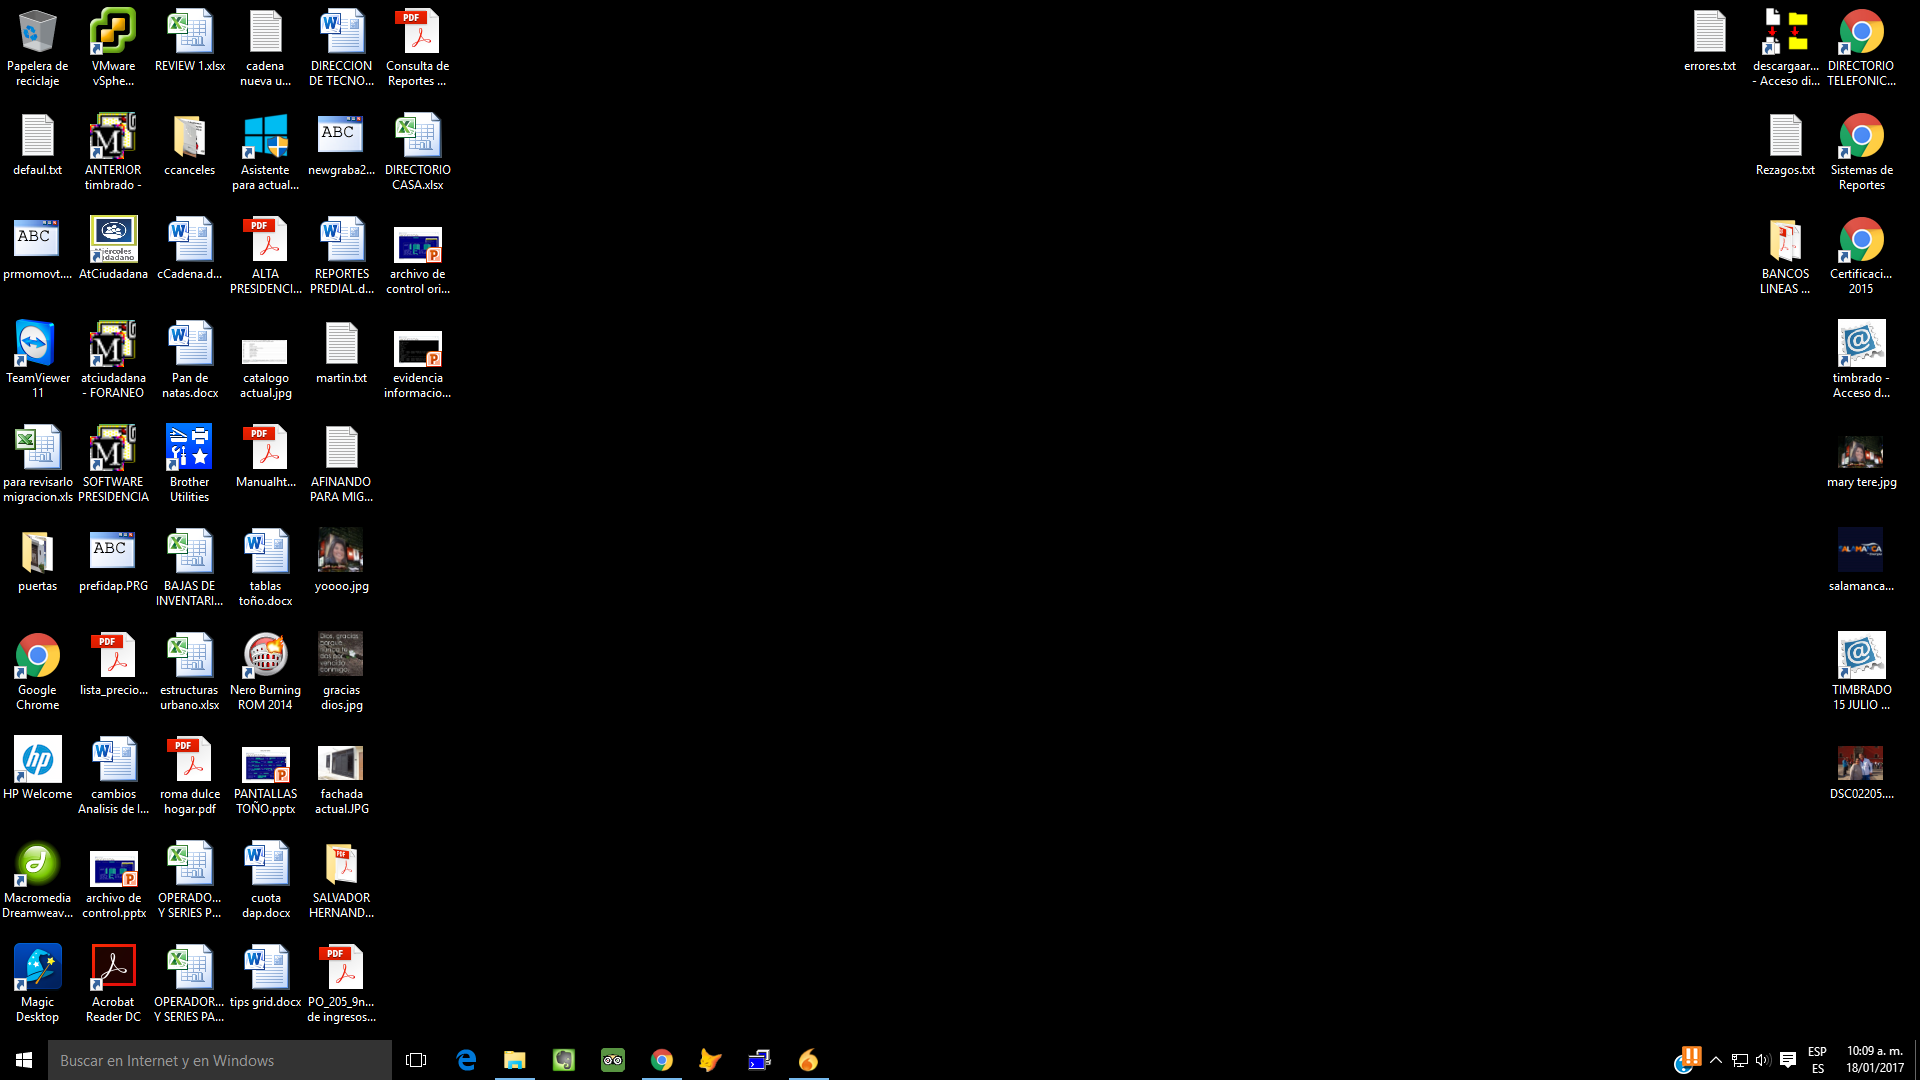 Papelera de
reciclaje
VMware
vSphe...
REVIEW 1.xlsx
cadena
nueva u...
DIRECCION
DE TECNO...
Consulta de
Reportes ...
errores.txt
descargaar...
- Acceso di...
DIRECTORIO
TELEFONIC...
defaul.txt
ANTERIOR
timbrado -
ccanceles
Asistente
para actual...
newgraba2...
DIRECTORIO
CASA.xlsx
Rezagos.txt
Sistemas de
Reportes
prmomovt....
AtCiudadana
cCadena.d...
ALTA
PRESIDENCI...
REPORTES
PREDIAL.d...
archivo de
control ori...
BANCOS
LINEAS ...
Certificaci...
2015
TeamViewer
11
atciudadana
- FORANEO
Pan de
natas.docx
catalogo
actual.jpg
martin.txt
evidencia
informacio...
timbrado -
Acceso d...
para revisarlo
migracion.xls
SOFTWARE
PRESIDENCIA
Brother
Utilities
Manualht...
AFINANDO
PARA MIG...
mary tere.jpg
puertas
prefidap.PRG
BAJAS DE
INVENTARI...
tablas
toño.docx
yoooo.jpg
salamanca...
Google
Chrome
lista_precio...
estructuras
urbano.xlsx
Nero Burning
ROM 2014
gracias
dios.jpg
TIMBRADO
15 JULIO ...
HP Welcome
cambios
Analisis de l...
roma dulce
hogar.pdf
PANTALLAS
TOÑO.pptx
fachada
actual.JPG
DSC02205....
Macromedia
Dreamweav...
archivo de
control.pptx
OPERADO...
Y SERIES P...
cuota
dap.docx
SALVADOR
HERNAND...
Magic
Desktop
Acrobat
Reader DC
OPERADOR...
Y SERIES PA...
tips grid.docx
PO_205_9n...
de ingresos...
Buscar en Internet y en Windows
ESP
ES
10:09 a. m.
18/01/2017